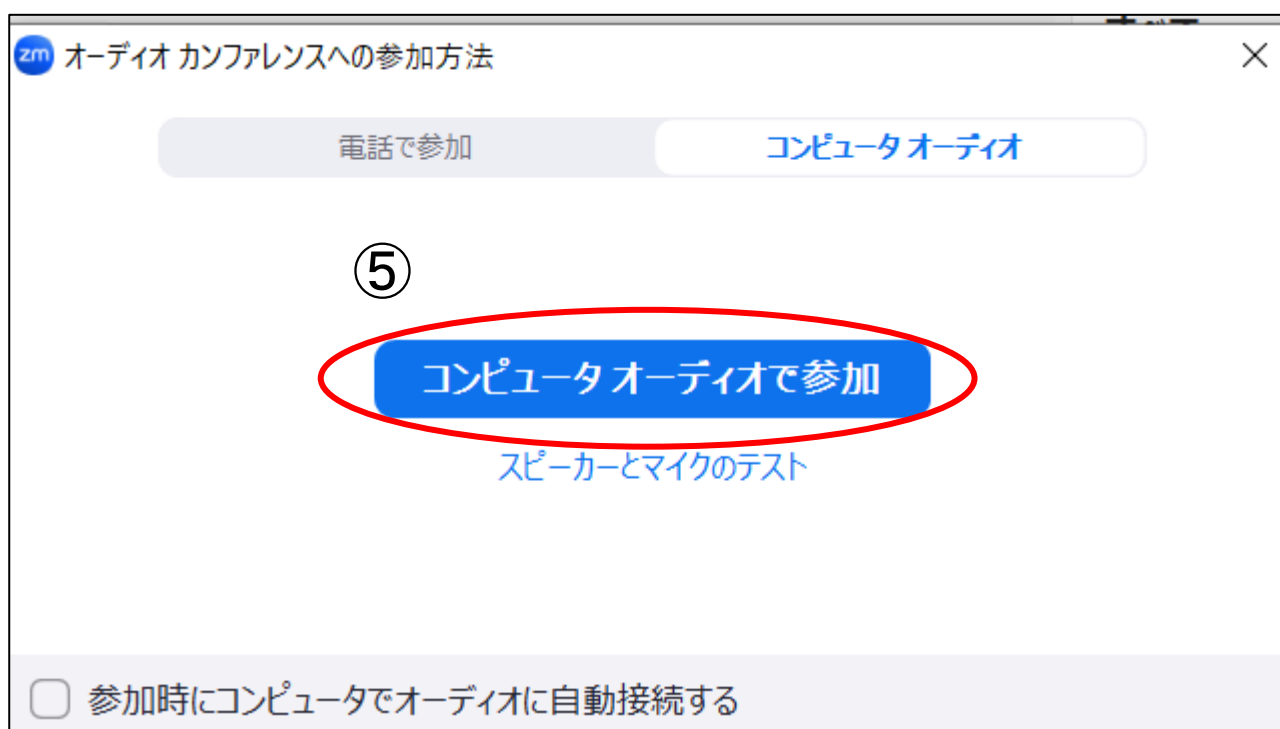 zm オーディオ カンファレンスへの参加方法
電話で参加 コンピュータ オーディオ
⑤
コンピュータ オーディオで参加
スピーカーとマイクのテスト
参加時にコンピュータでオーディオに自動接続する